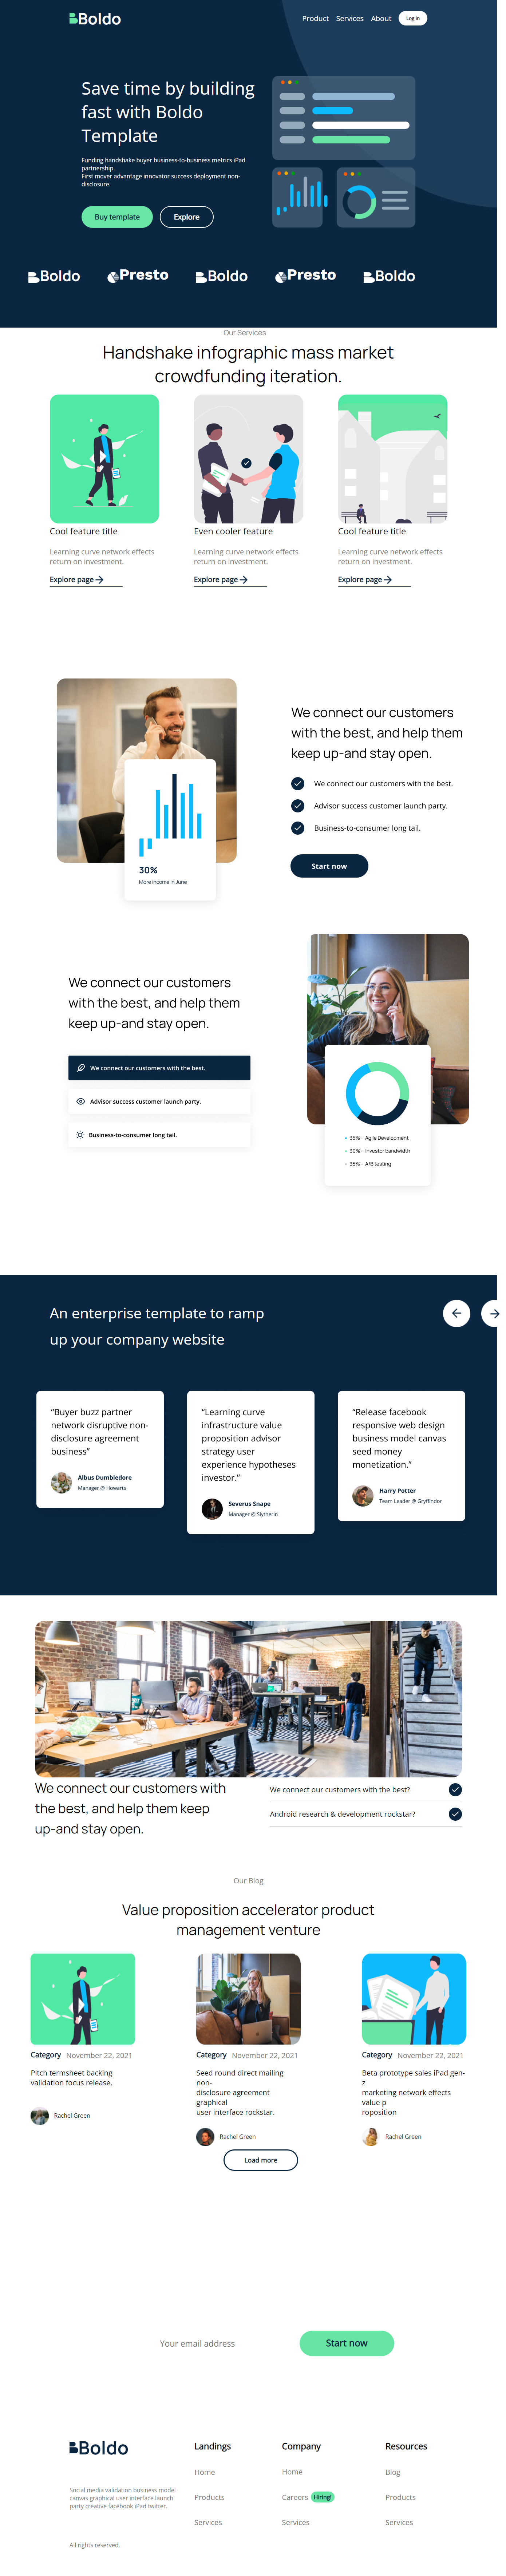 Boldo
Product Services About Log In
Save time by building
fast with Boldo
Template
Funding handshake buyer business-to-business metrics iPad
partnership.
First mover advantage innovator success deployment non-
disclosure.
Buy template Explore
Boldo Presto Boldo Presto Boldo
Our Services
Handshake infographic mass market
crowdfunding iteration.
Cool feature title
Learning curve network effects
return on investment.
Explore page
Even cooler feature
Learning curve network effects
return on investment.
Explore page
Cool feature title
Learning curve network effects
return on investment.
Explore page
30%
More income in June
We connect our customers
with the best, and help them
keep up-and stay open.
We connect our customers with the best.
Advisor success customer launch party.
Business-to-consumer long tail.
Start now
We connect our customers
with the best, and help them
keep up-and stay open.
We connect our customers with the best.
Advisor success customer launch party.
Business-to-consumer long tail.
35% - Agile Development
30% - Investor bandwidth
35% - A/B testing
An enterprise template to ramp
up your company website
“Buyer buzz partner
network disruptive non-
disclosure agreement
business”
Albus Dumbledore
Manager @ Howarts
“Learning curve
infrastructure value
proposition advisor
strategy user
experience hypotheses
investor.”
Severus Snape
Manager @ Slytherin
“Release facebook
responsive web design
business model canvas
seed money
monetization.”
Harry Potter
Team Leader @ Gryffindor
We connect our customers with
the best, and help them keep
up-and stay open.
We connect our customers with the best?
Android research & development rockstar?
Our Blog
Value proposition accelerator product
management venture
Category November 22, 2021
Pitch termsheet backing
validation focus release.
Rachel Green
Category November 22, 2021
Seed round direct mailing
non-
disclosure agreement
graphical
user interface rockstar.
Rachel Green
Category November 22, 2021
Beta prototype sales iPad gen-
z
marketing network effects
value p
roposition
Rachel Green
Load more
Your email address Start now
Boldo
Social media validation business model
canvas graphical user interface launch
party creative facebook iPad twitter.
All rights reserved.
Landings
Home
Products
Services
Company
Home
Careers Hiring!
Services
Resources
Blog
Products
Services